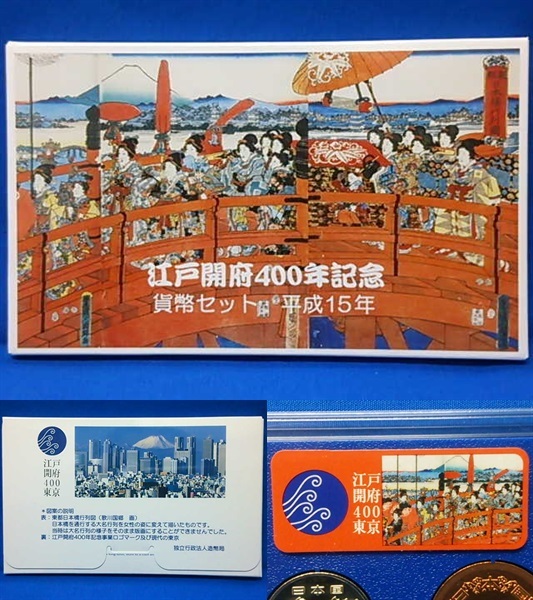 江戸開府400年記念
貨幣セット 平成15年
江戸
開府
400
東京
＊図案の説明
表：東都日本橋行列図（歌川国郷 画）
日本橋を通行する大名行列を女性の姿に変えて描いたものです。
当時は大名行列の様子をそのまま版画にすることができませんでした。
裏：江戸開府400年記念事業ロゴマーク及び現代の東京
独立行政法人造幣局
江戸
開府
400
東京
日本国